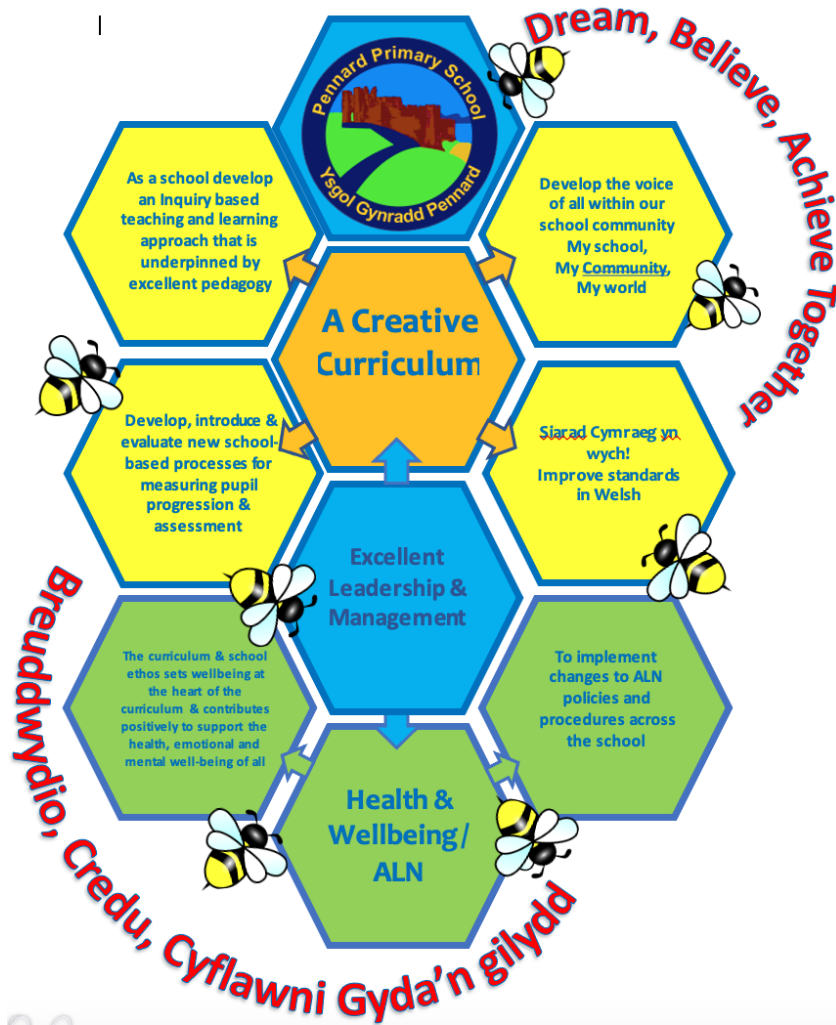 Dream, Believe, Achieve Together
Pennard Primary School
Ysgol Gynradd Pennard
As a school develop
an Inquiry based
teaching and learning
approach that is
underpinned by
excellent pedagogy
Develop the voice
of all within our
school community
My school,
My Community,
My world
A Creative
Curriculum
Develop, introduce &
evaluate new school-
based processes for
measuring pupil
progression &
assessment
Siarad Cymraeg yn
wych!
Improve standards
in Welsh
Excellent
Leadership &
Management
The curriculum & school
ethos sets wellbeing at
the heart of the
curriculum & contributes
positively to support the
health, emotional and
mental well-being of all
To implement
changes to ALN
policies and
procedures across
the school
Health &
Wellbeing/
ALN
Breuddwydio, Credu, Cyflawni Gyda'n gilydd